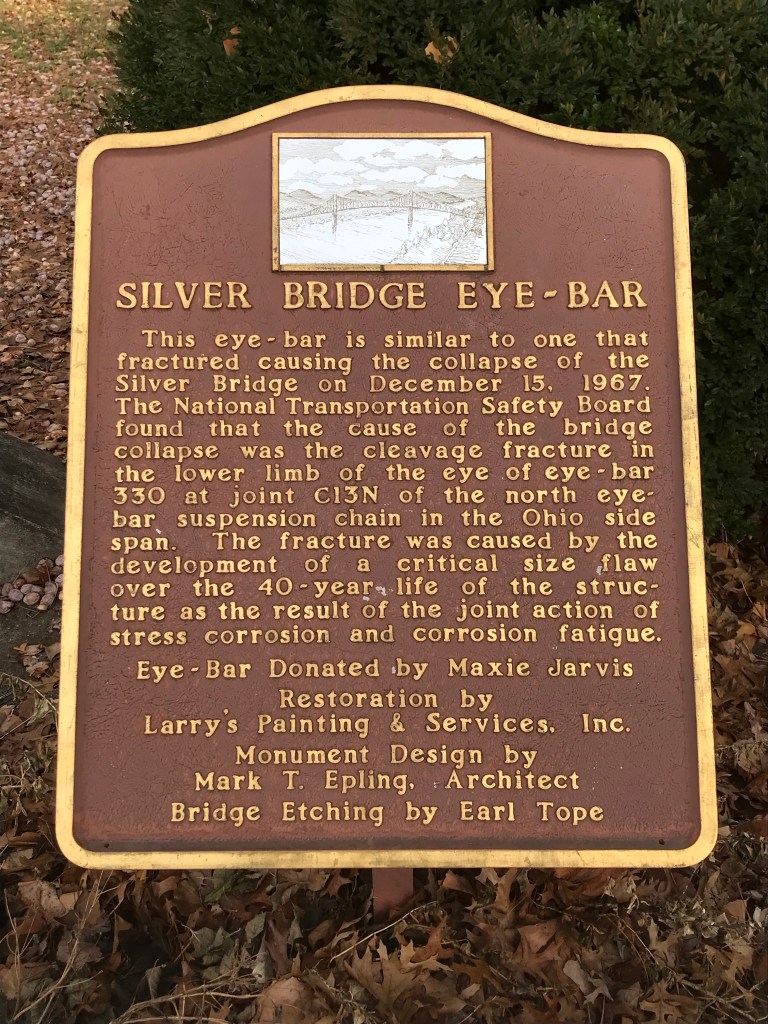 SILVER BRIDGE EYE-BAR
This eye-bar is similar to one that
fractured causing the collapse of the
Silver Bridge on December 15, 1967.
The National Transportation Safety Board
found that the cause of the bridge
collapse was the cleavage fracture in
the lower limb of the eye of eye-bar
330 at joint C13N of the north eye-
bar suspension chain in the Ohio side
span. The fracture was caused by the
development of a critical size flaw
over the 40-year life of the struc-
ture as the result of the joint action of
stress corrosion and corrosion fatigue.
Eye-Bar Donated by Maxie Jarvis
Restoration by
Larry's Painting & Services, Inc.
Monument Design by
Mark T. Epling, Architect
Bridge Etching by Earl Tope